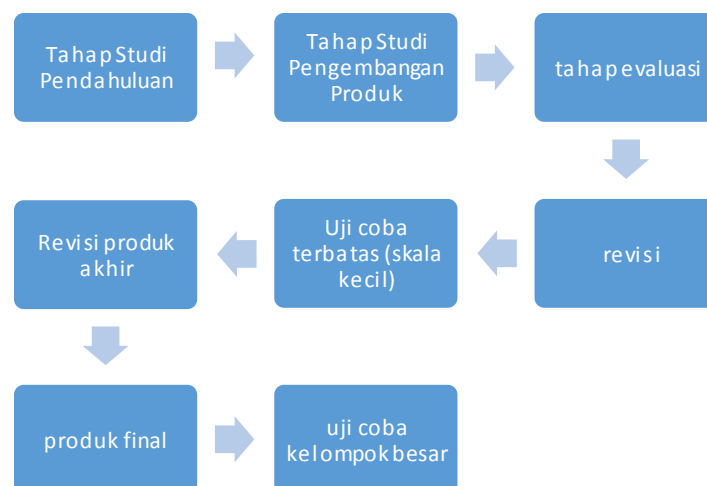 Tahap Studi
Pendahuluan
Tahap Studi
Pengembangan
Produk
tahap evaluasi
revisi
Uji coba
terbatas (skala
kecil)
Revisi produk
akhir
produk final
uji coba
kelompok besar